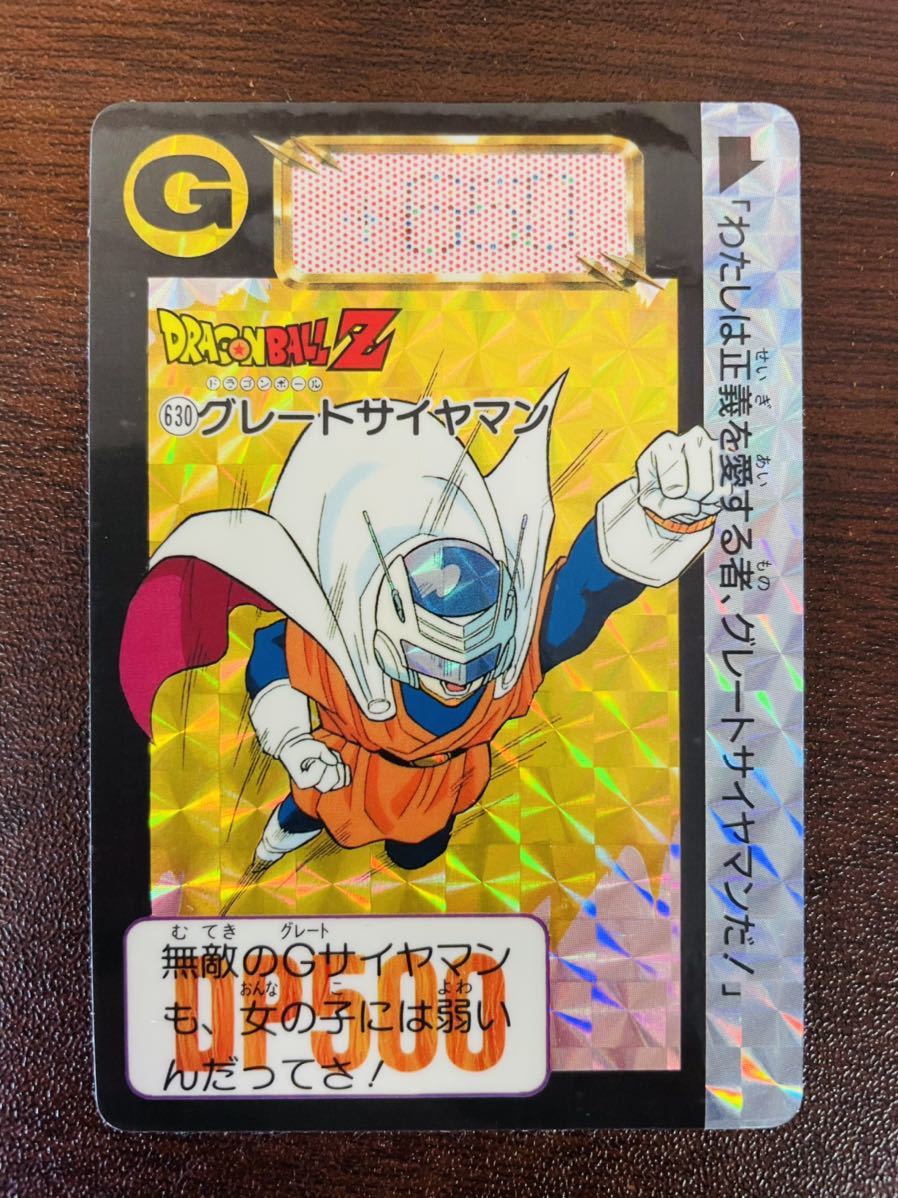 G
DRAGONBALL Z
ドラゴンボール
630 グレートサイヤマン
「わたしは正義を愛する者、グレートサイヤマンだ!」
せいぎ あい もの
DP500
むてき グレート
無敵のGサイヤマン
おんな こ よわ
も、女の子には弱い
んだってさ!